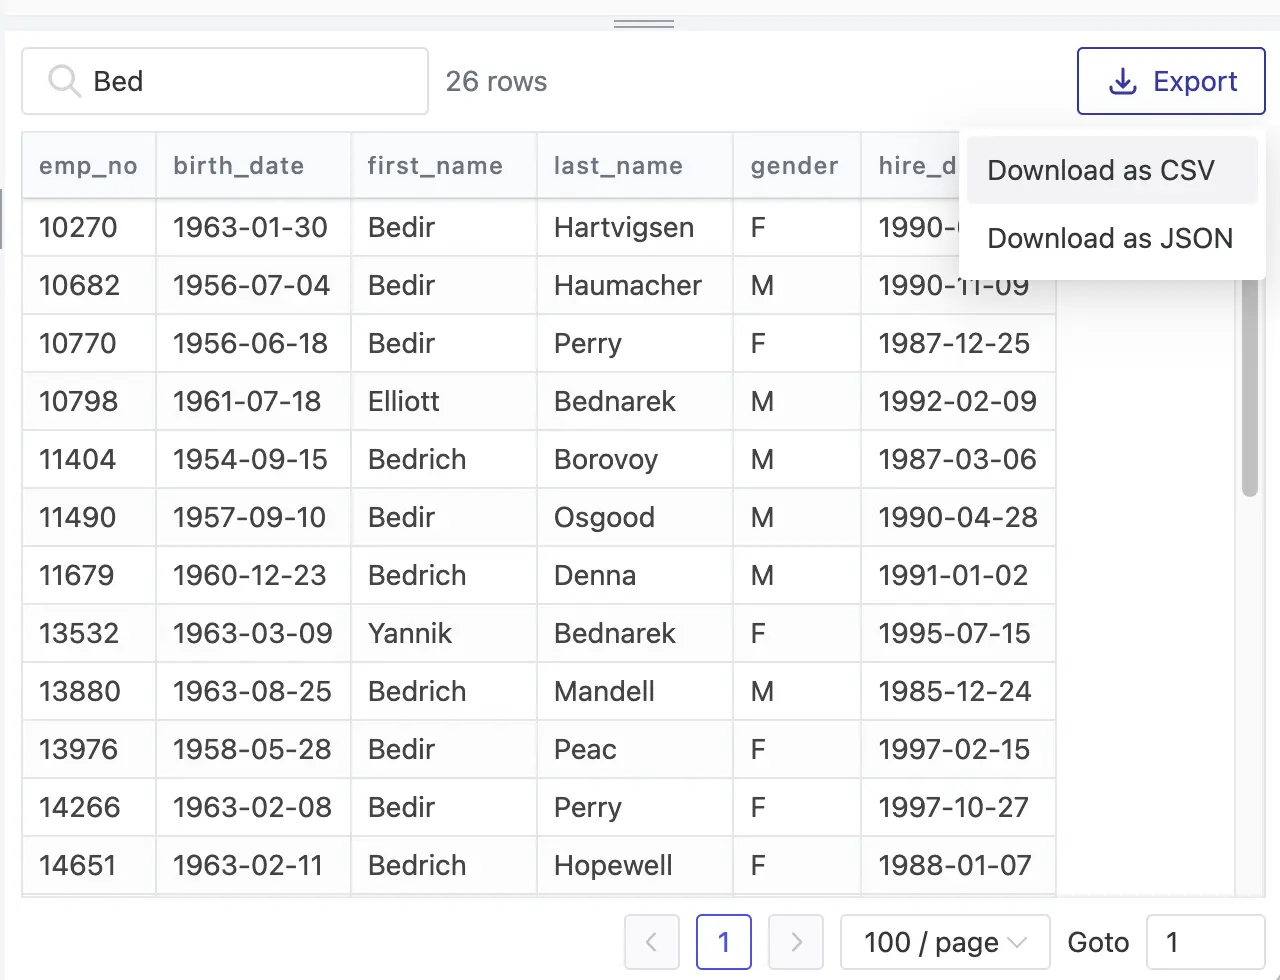 Bed 26 rows Export
emp_no birth_date first_name last_name gender hire_d
Download as CSV
Download as JSON
10270 1963-01-30 Bedir Hartvigsen F 1990-
10682 1956-07-04 Bedir Haumacher M 1990-11-09
10770 1956-06-18 Bedir Perry F 1987-12-25
10798 1961-07-18 Elliott Bednarek M 1992-02-09
11404 1954-09-15 Bedrich Borovoy M 1987-03-06
11490 1957-09-10 Bedir Osgood M 1990-04-28
11679 1960-12-23 Bedrich Denna M 1991-01-02
13532 1963-03-09 Yannik Bednarek F 1995-07-15
13880 1963-08-25 Bedrich Mandell M 1985-12-24
13976 1958-05-28 Bedir Peac F 1997-02-15
14266 1963-02-08 Bedir Perry F 1997-10-27
14651 1963-02-11 Bedrich Hopewell F 1988-01-07
1 100 / page Goto 1